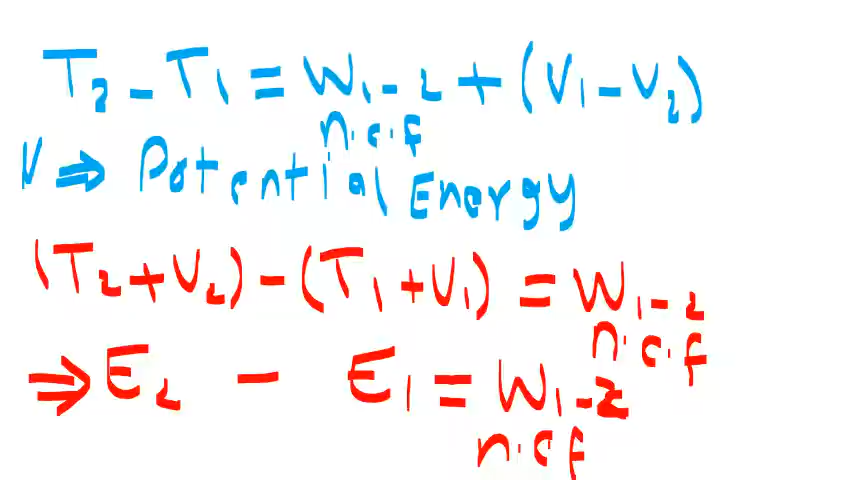 T₂ - T₁ = W₁₋₂ + (V₁ - V₂)
n.c.f
V ⇒ Potential Energy
(T₂ + V₂) - (T₁ + V₁) = W₁₋₂
n.c.f
⇒ E₂ - E₁ = W₁₋₂
n.c.f